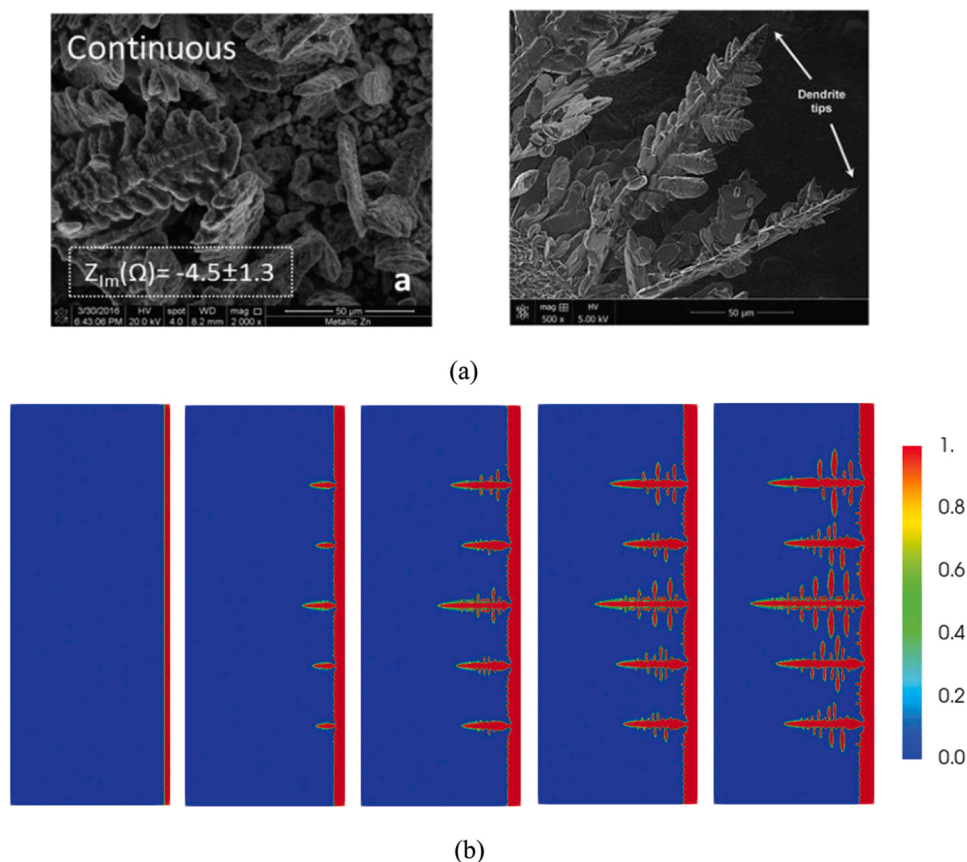 Continuous
Z_Im(Ω)= -4.5±1.3
a
3/30/2016 HV spot WD mag □ 50 μm
6:43:06 PM 20.0 kV 4.0 8.2 mm 2 000 x Metallic Zn
Dendrite
tips
mag HV 50 μm
500 x 5.00 kV
(a)
1.
0.8
0.6
0.4
0.2
0.0
(b)